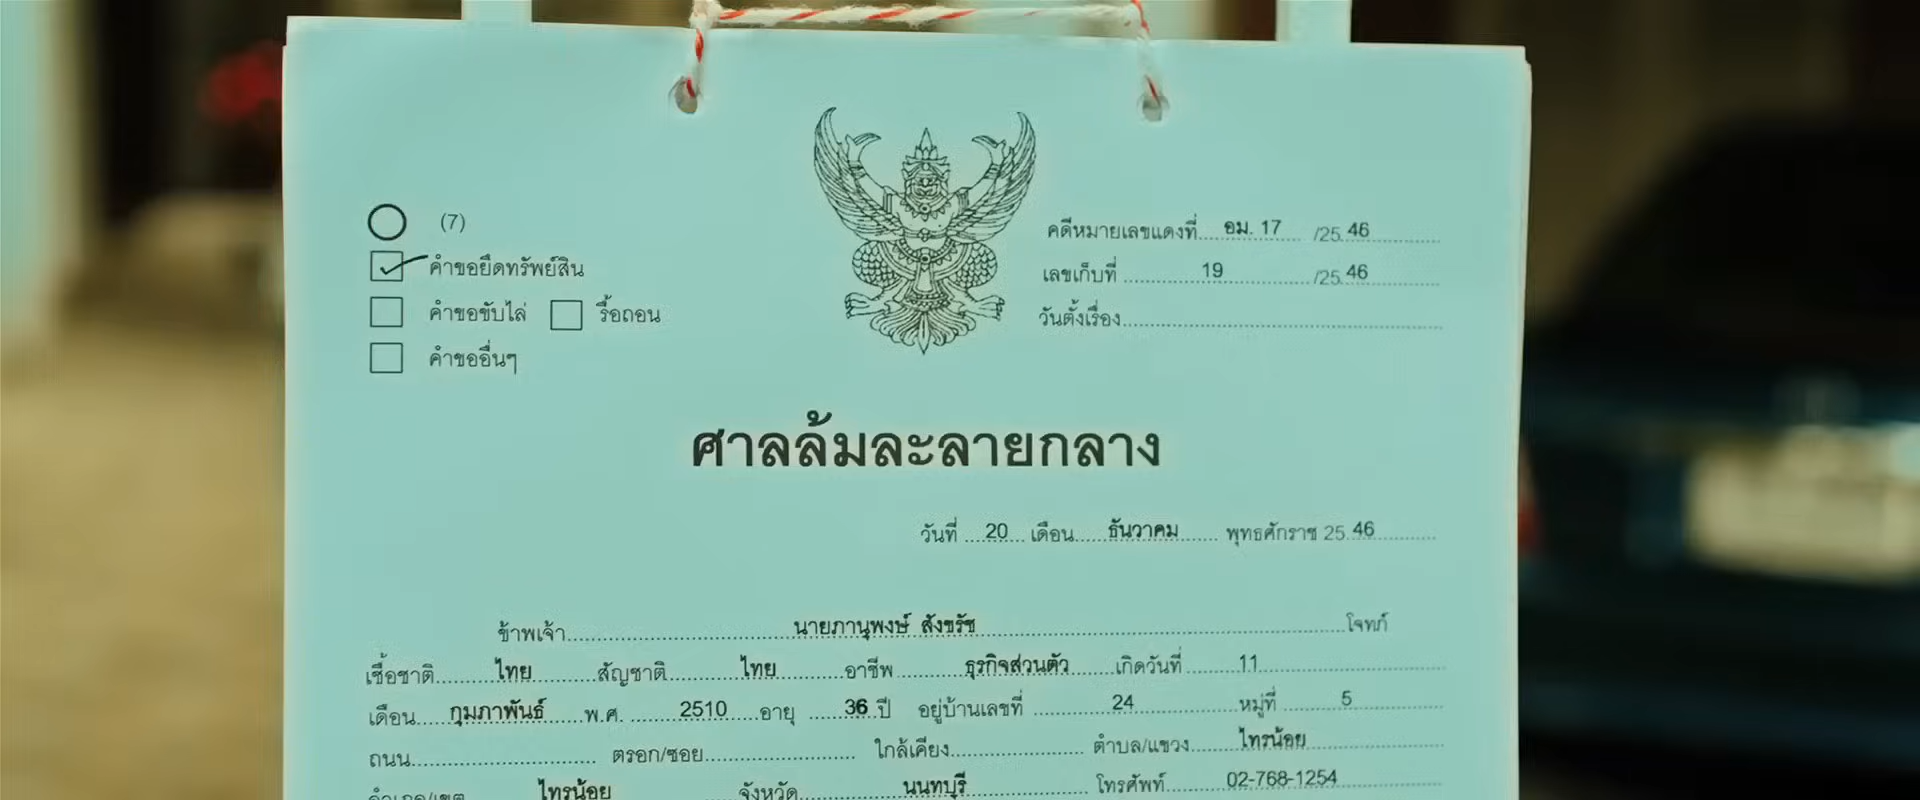 (7)
คำขอยึดทรัพย์สิน
คำขอขับไล่ รื้อถอน
คำขออื่นๆ
คดีหมายเลขแดงที่ อม. 17 /25 46
เลขเก็บที่ 19 /25 46
วันตั้งเรื่อง
ศาลล้มละลายกลาง
วันที่ 20 เดือน ธันวาคม พุทธศักราช 25 46
ข้าพเจ้า นายภานุพงษ์ สังขรัช โจทก์
เชื้อชาติ ไทย สัญชาติ ไทย อาชีพ ธุรกิจส่วนตัว เกิดวันที่ 11
เดือน กุมภาพันธ์ พ.ศ. 2510 อายุ 36 ปี อยู่บ้านเลขที่ 24 หมู่ที่ 5
ถนน ตรอก/ซอย ใกล้เคียง ตำบล/แขวง ไทรน้อย
อำเภอ/เขต ไทรน้อย จังหวัด นนทบุรี โทรศัพท์ 02-768-1254